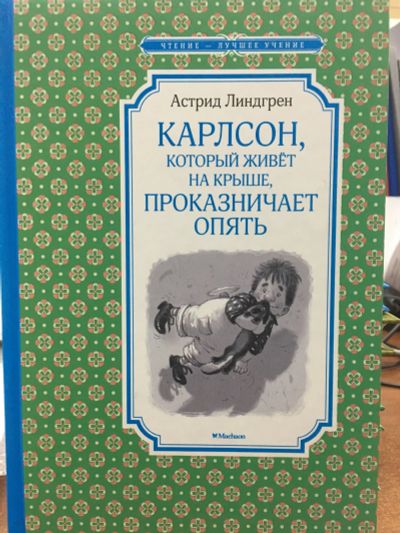 ЧТЕНИЕ – ЛУЧШЕЕ УЧЕНИЕ
Астрид Линдгрен
КАРЛСОН,
КОТОРЫЙ ЖИВЁТ
НА КРЫШЕ,
ПРОКАЗНИЧАЕТ
ОПЯТЬ
Machaon